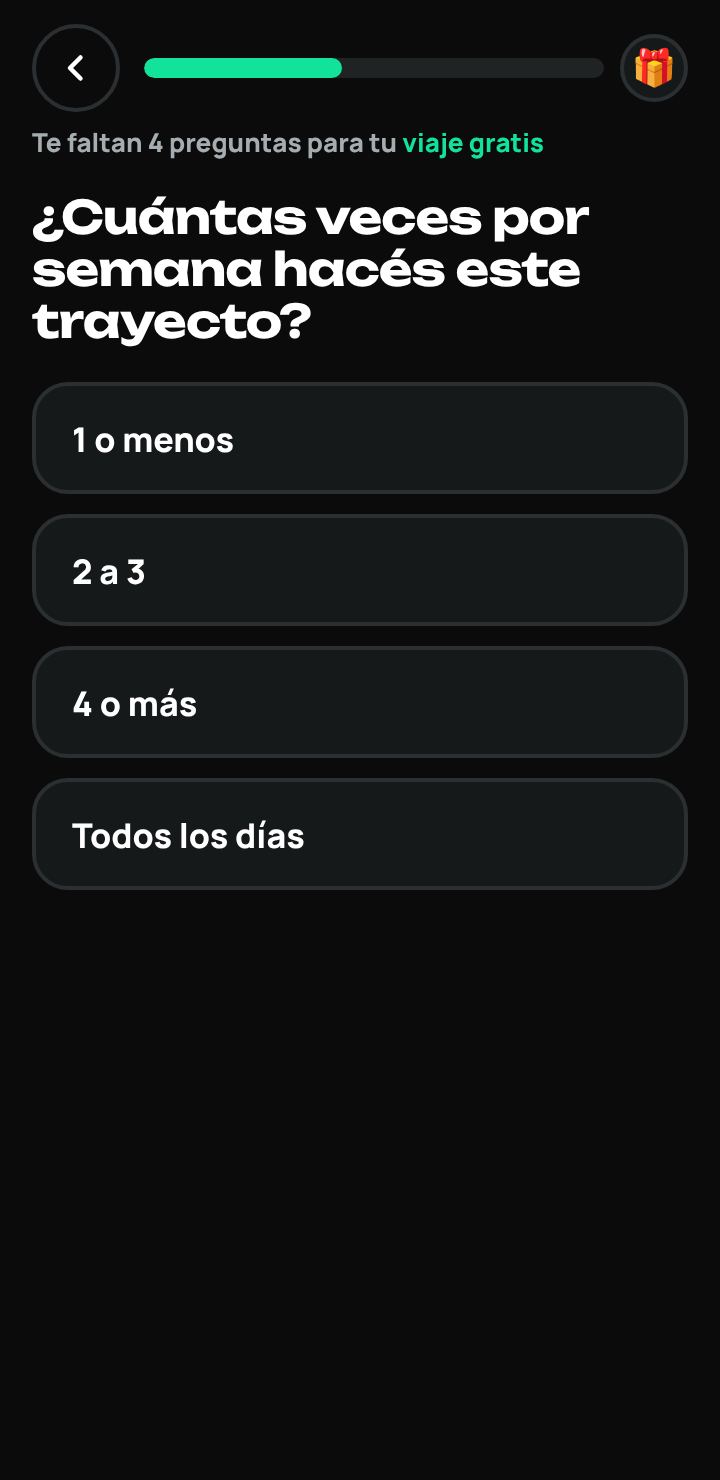 Te faltan 4 preguntas para tu viaje gratis
¿Cuántas veces por
semana hacés este
trayecto?
1 o menos
2 a 3
4 o más
Todos los días